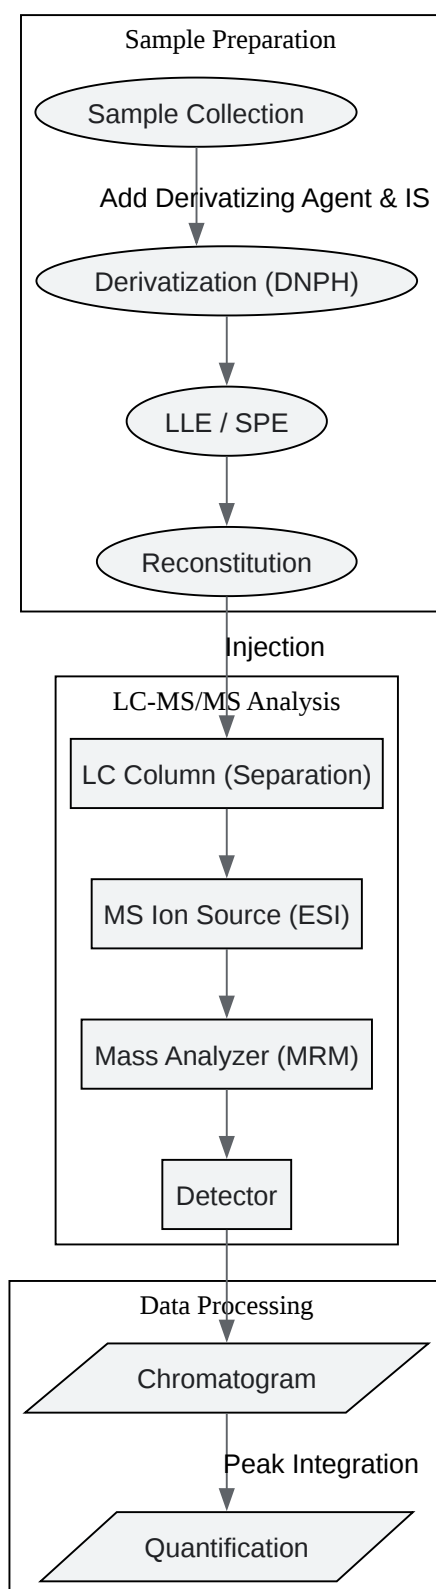 Sample Preparation
Sample Collection
Add Derivatizing Agent & IS
Derivatization (DNPH)
LLE / SPE
Reconstitution
Injection
LC-MS/MS Analysis
LC Column (Separation)
MS Ion Source (ESI)
Mass Analyzer (MRM)
Detector
Data Processing
Chromatogram
Peak Integration
Quantification